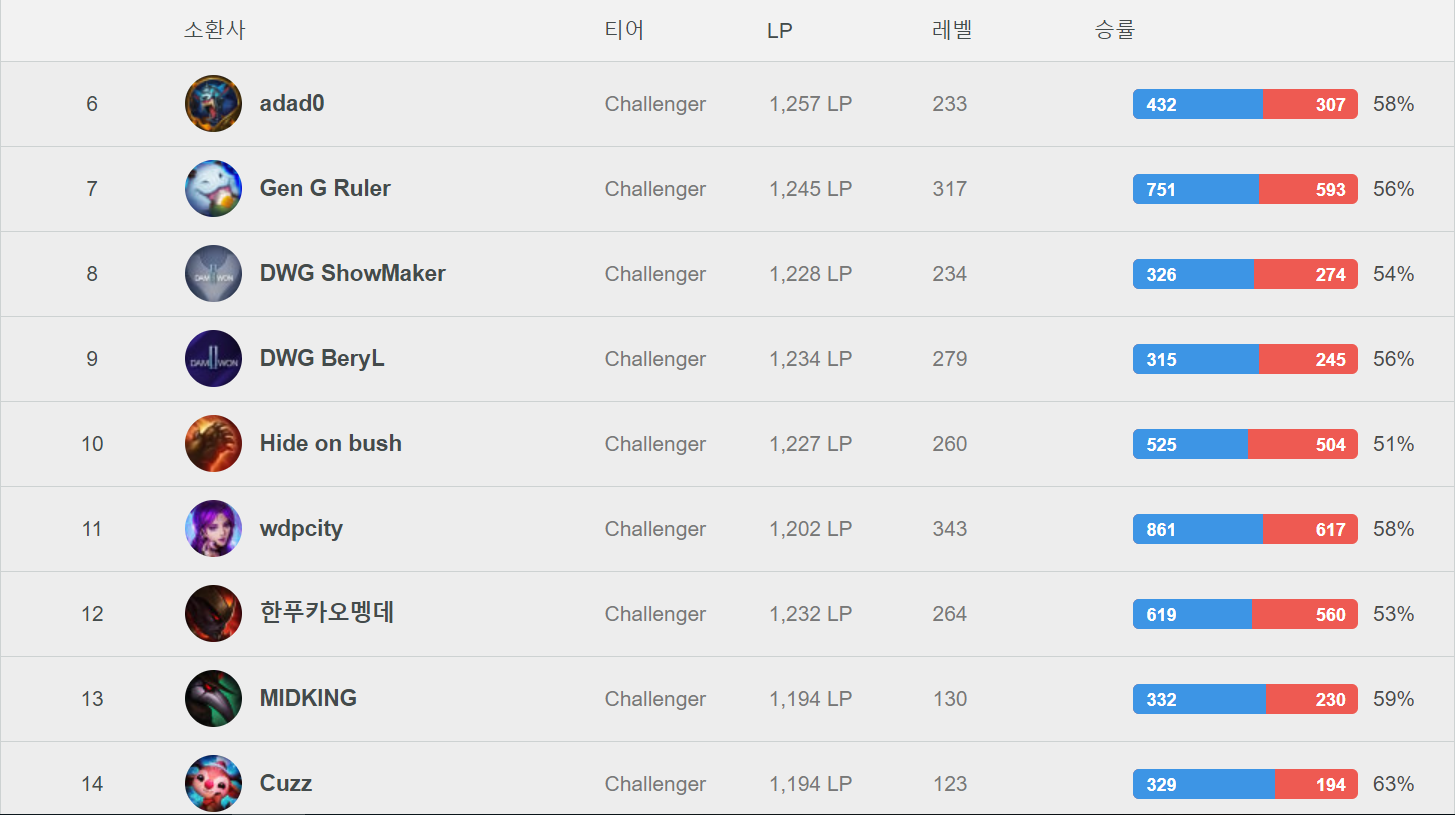 소환사 티어 LP 레벨 승률
6 adad0 Challenger 1,257 LP 233 432 307 58%
7 Gen G Ruler Challenger 1,245 LP 317 751 593 56%
8 DAMWON DWG ShowMaker Challenger 1,228 LP 234 326 274 54%
9 DAMWON DWG BeryL Challenger 1,234 LP 279 315 245 56%
10 Hide on bush Challenger 1,227 LP 260 525 504 51%
11 wdpcity Challenger 1,202 LP 343 861 617 58%
12 한푸카오멩데 Challenger 1,232 LP 264 619 560 53%
13 MIDKING Challenger 1,194 LP 130 332 230 59%
14 Cuzz Challenger 1,194 LP 123 329 194 63%